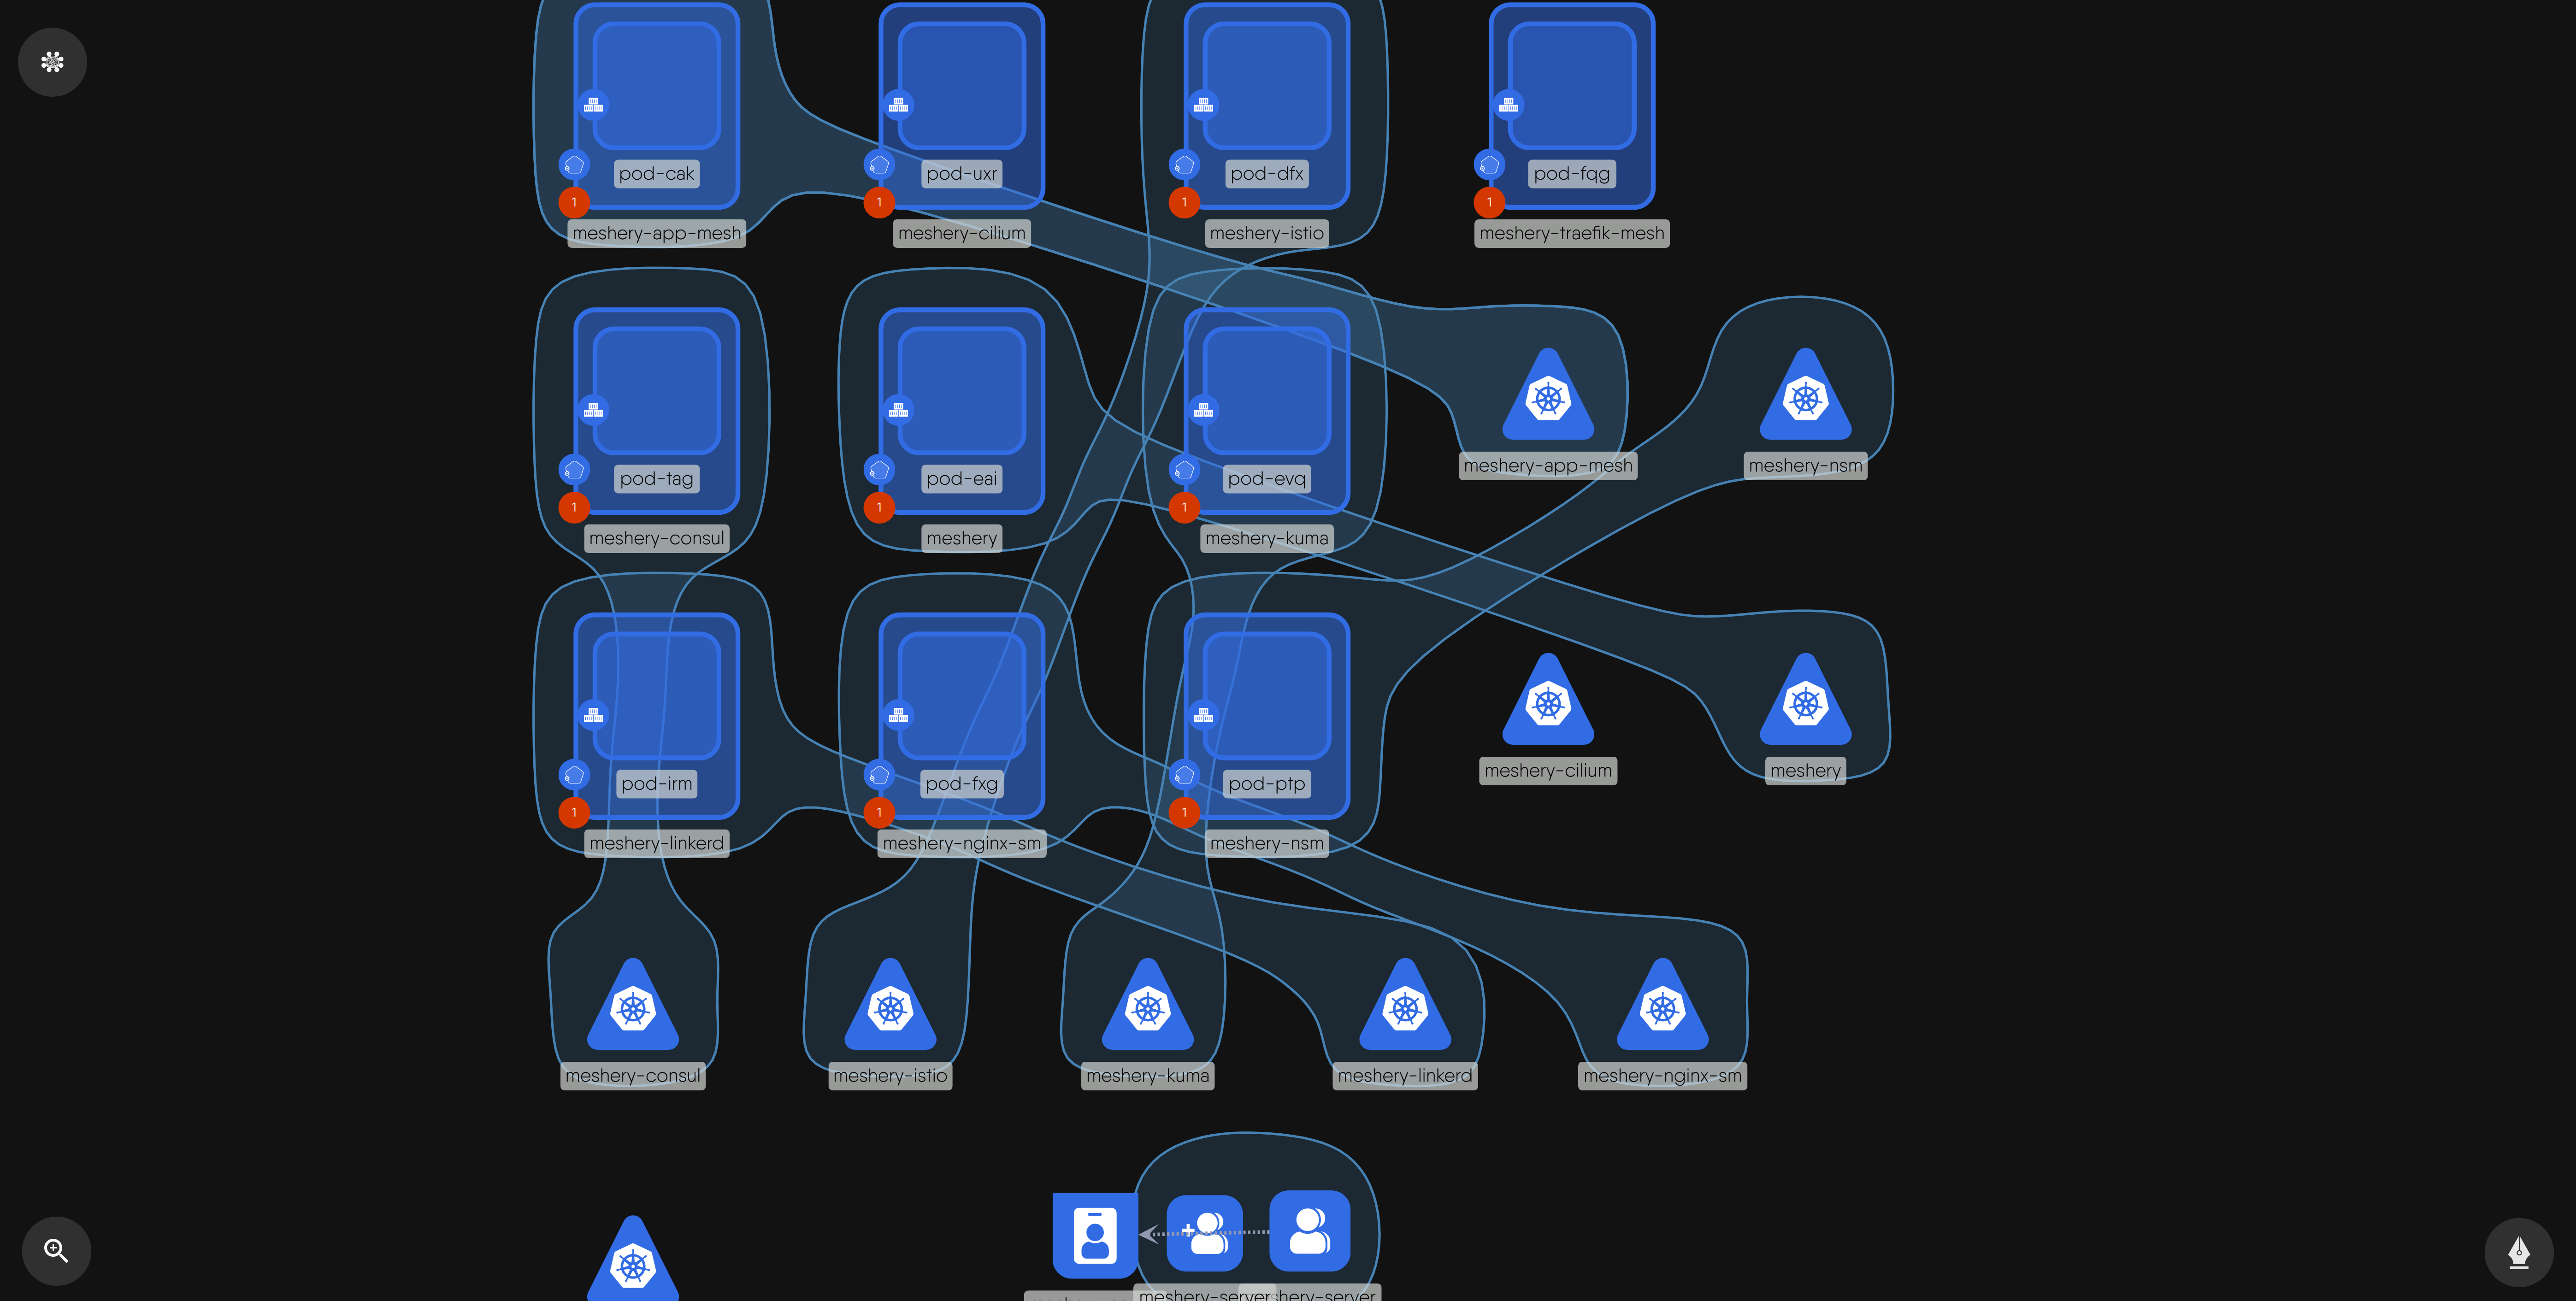 pod-cak
pod-uxr
pod-dfx
pod-fqg
1
1
1
1
meshery-app-mesh
meshery-cilium
meshery-istio
meshery-traefik-mesh
pod-tag
pod-eai
pod-evq
meshery-app-mesh
meshery-nsm
1
1
1
meshery-consul
meshery
meshery-kuma
pod-irm
pod-fxg
pod-ptp
meshery-cilium
meshery
1
1
1
meshery-linkerd
meshery-nginx-sm
meshery-nsm
meshery-consul
meshery-istio
meshery-kuma
meshery-linkerd
meshery-nginx-sm
meshery-server